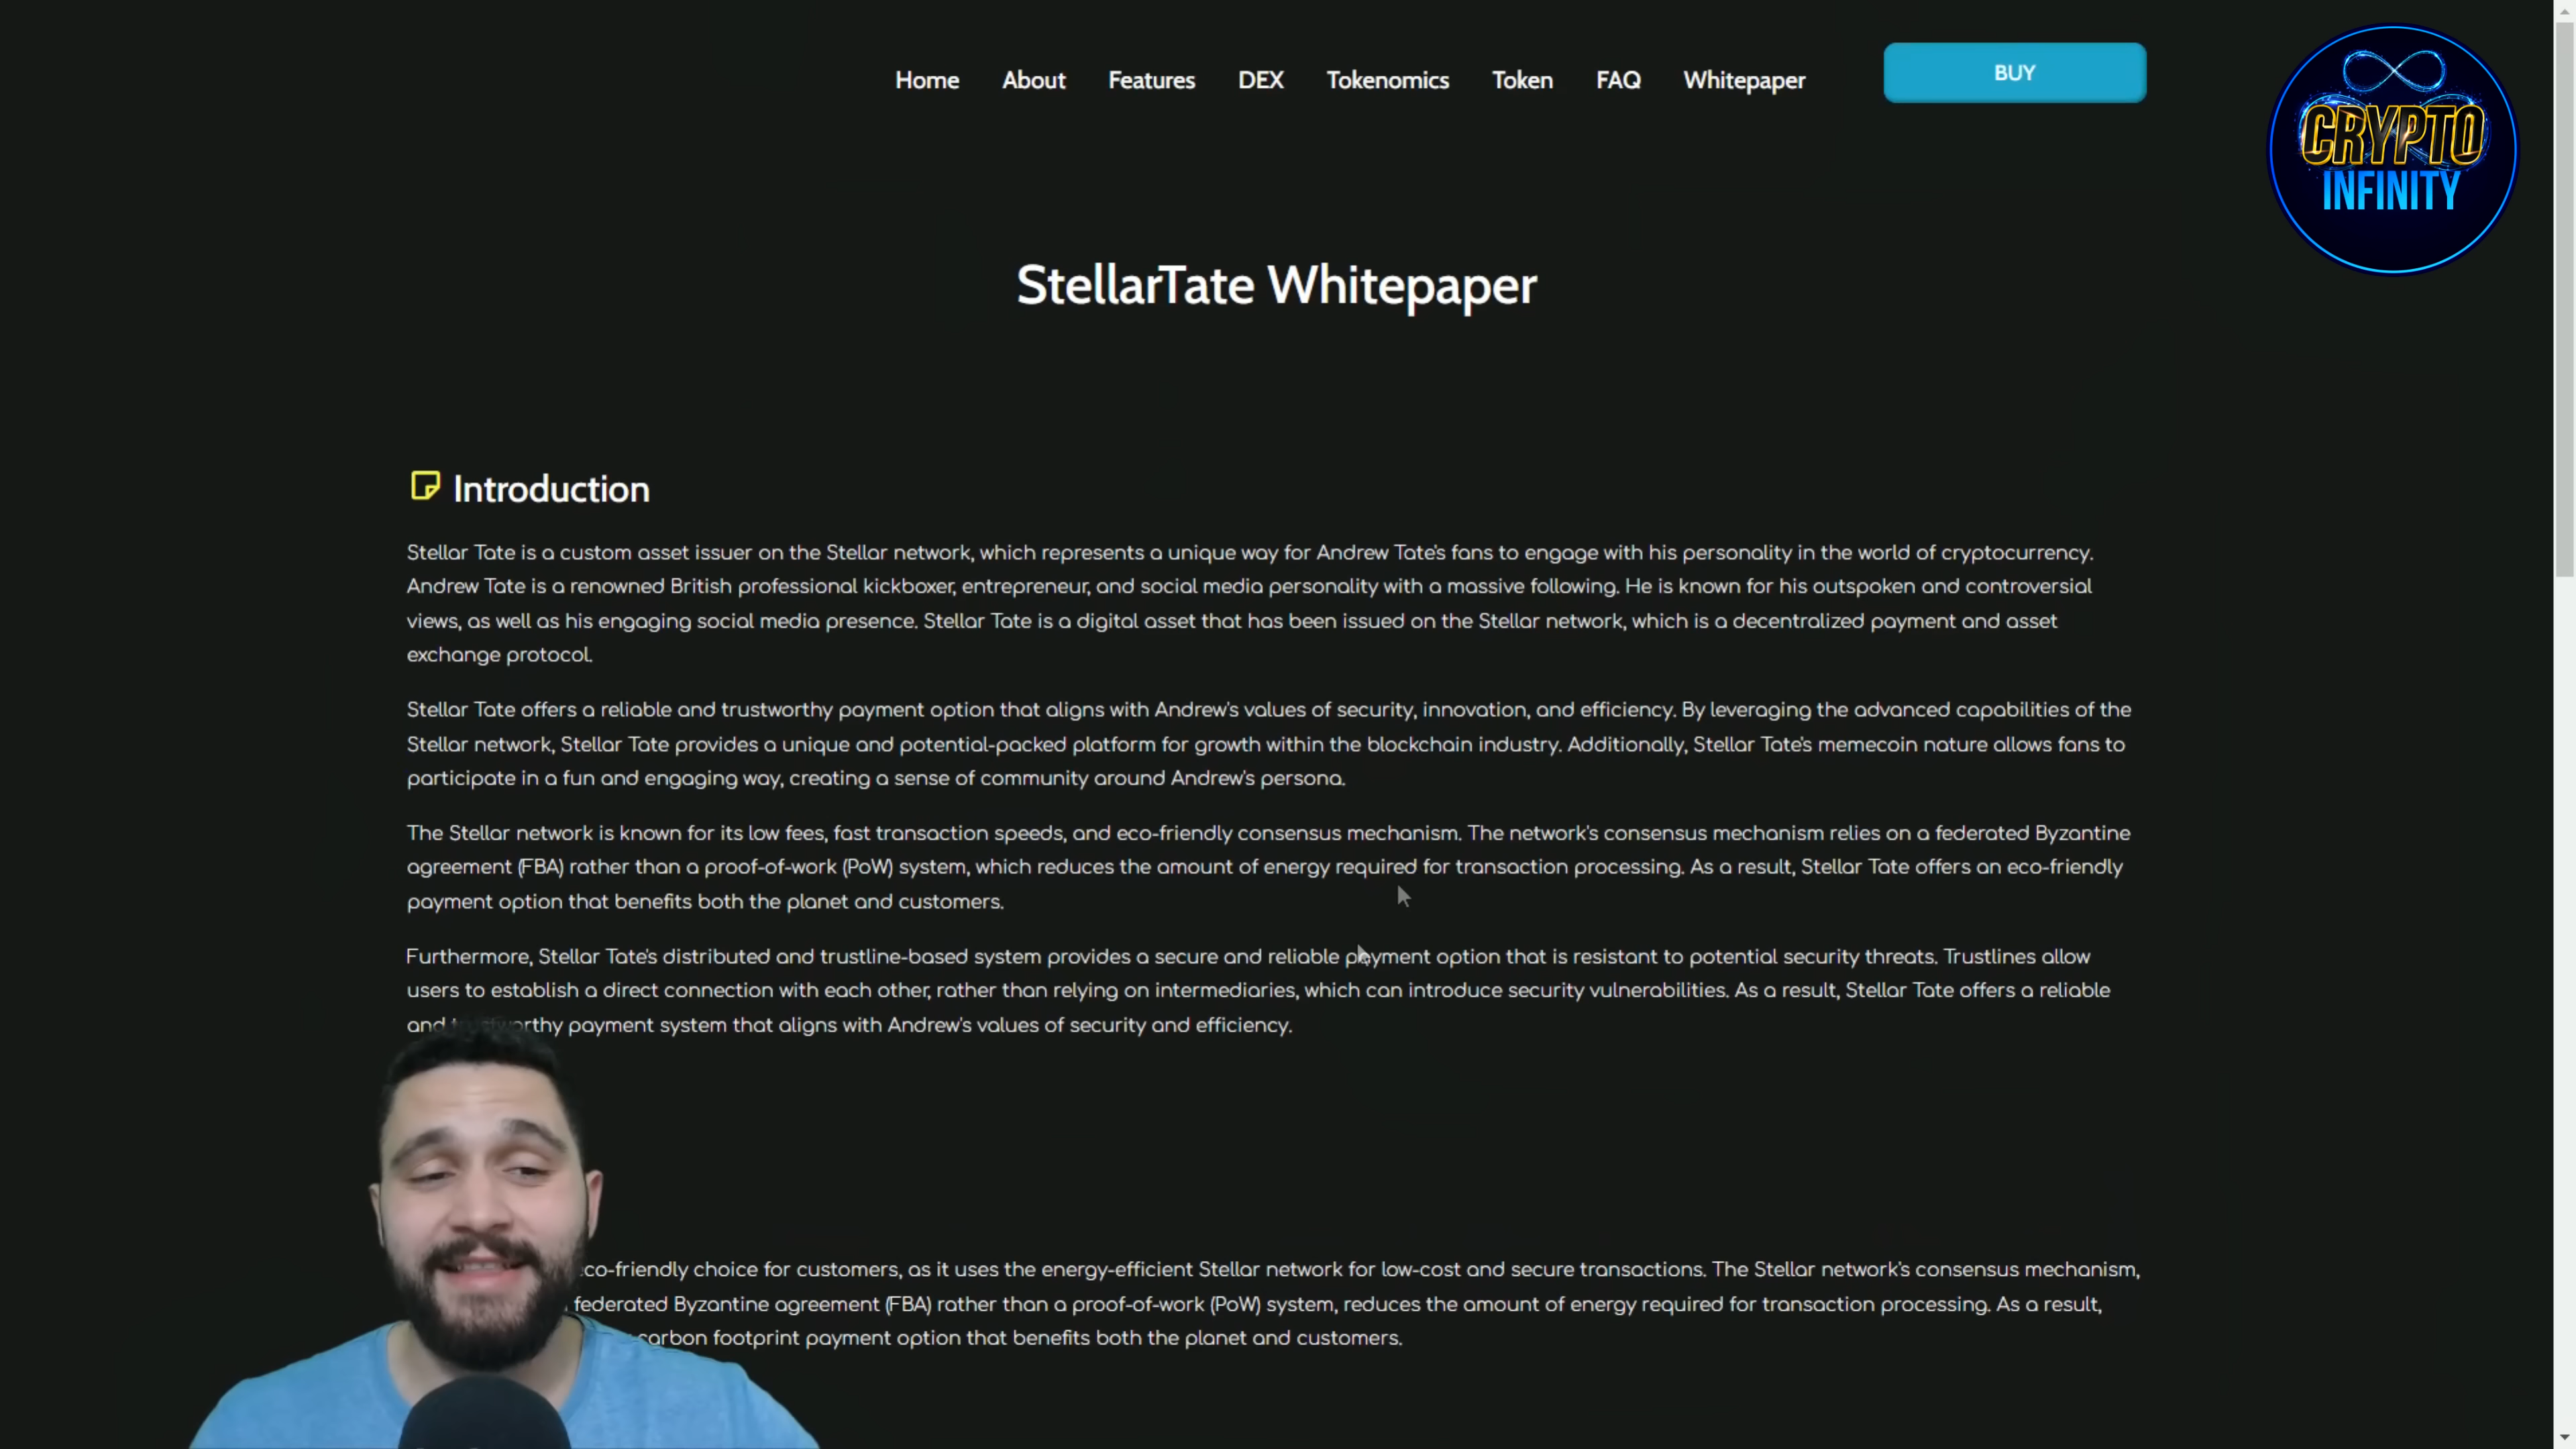 Home About Features DEX Tokenomics Token FAQ Whitepaper BUY
CRYPTO
INFINITY
StellarTate Whitepaper
Introduction
Stellar Tate is a custom asset issuer on the Stellar network, which represents a unique way for Andrew Tate's fans to engage with his personality in the world of cryptocurrency.
Andrew Tate is a renowned British professional kickboxer, entrepreneur, and social media personality with a massive following. He is known for his outspoken and controversial
views, as well as his engaging social media presence. Stellar Tate is a digital asset that has been issued on the Stellar network, which is a decentralized payment and asset
exchange protocol.
Stellar Tate offers a reliable and trustworthy payment option that aligns with Andrew's values of security, innovation, and efficiency. By leveraging the advanced capabilities of the
Stellar network, Stellar Tate provides a unique and potential-packed platform for growth within the blockchain industry. Additionally, Stellar Tate's memecoin nature allows fans to
participate in a fun and engaging way, creating a sense of community around Andrew's persona.
The Stellar network is known for its low fees, fast transaction speeds, and eco-friendly consensus mechanism. The network's consensus mechanism relies on a federated Byzantine
agreement (FBA) rather than a proof-of-work (PoW) system, which reduces the amount of energy required for transaction processing. As a result, Stellar Tate offers an eco-friendly
payment option that benefits both the planet and customers.
Furthermore, Stellar Tate's distributed and trustline-based system provides a secure and reliable payment option that is resistant to potential security threats. Trustlines allow
users to establish a direct connection with each other, rather than relying on intermediaries, which can introduce security vulnerabilities. As a result, Stellar Tate offers a reliable
and trustworthy payment system that aligns with Andrew's values of security and efficiency.
eco-friendly choice for customers, as it uses the energy-efficient Stellar network for low-cost and secure transactions. The Stellar network's consensus mechanism,
federated Byzantine agreement (FBA) rather than a proof-of-work (PoW) system, reduces the amount of energy required for transaction processing. As a result,
carbon footprint payment option that benefits both the planet and customers.